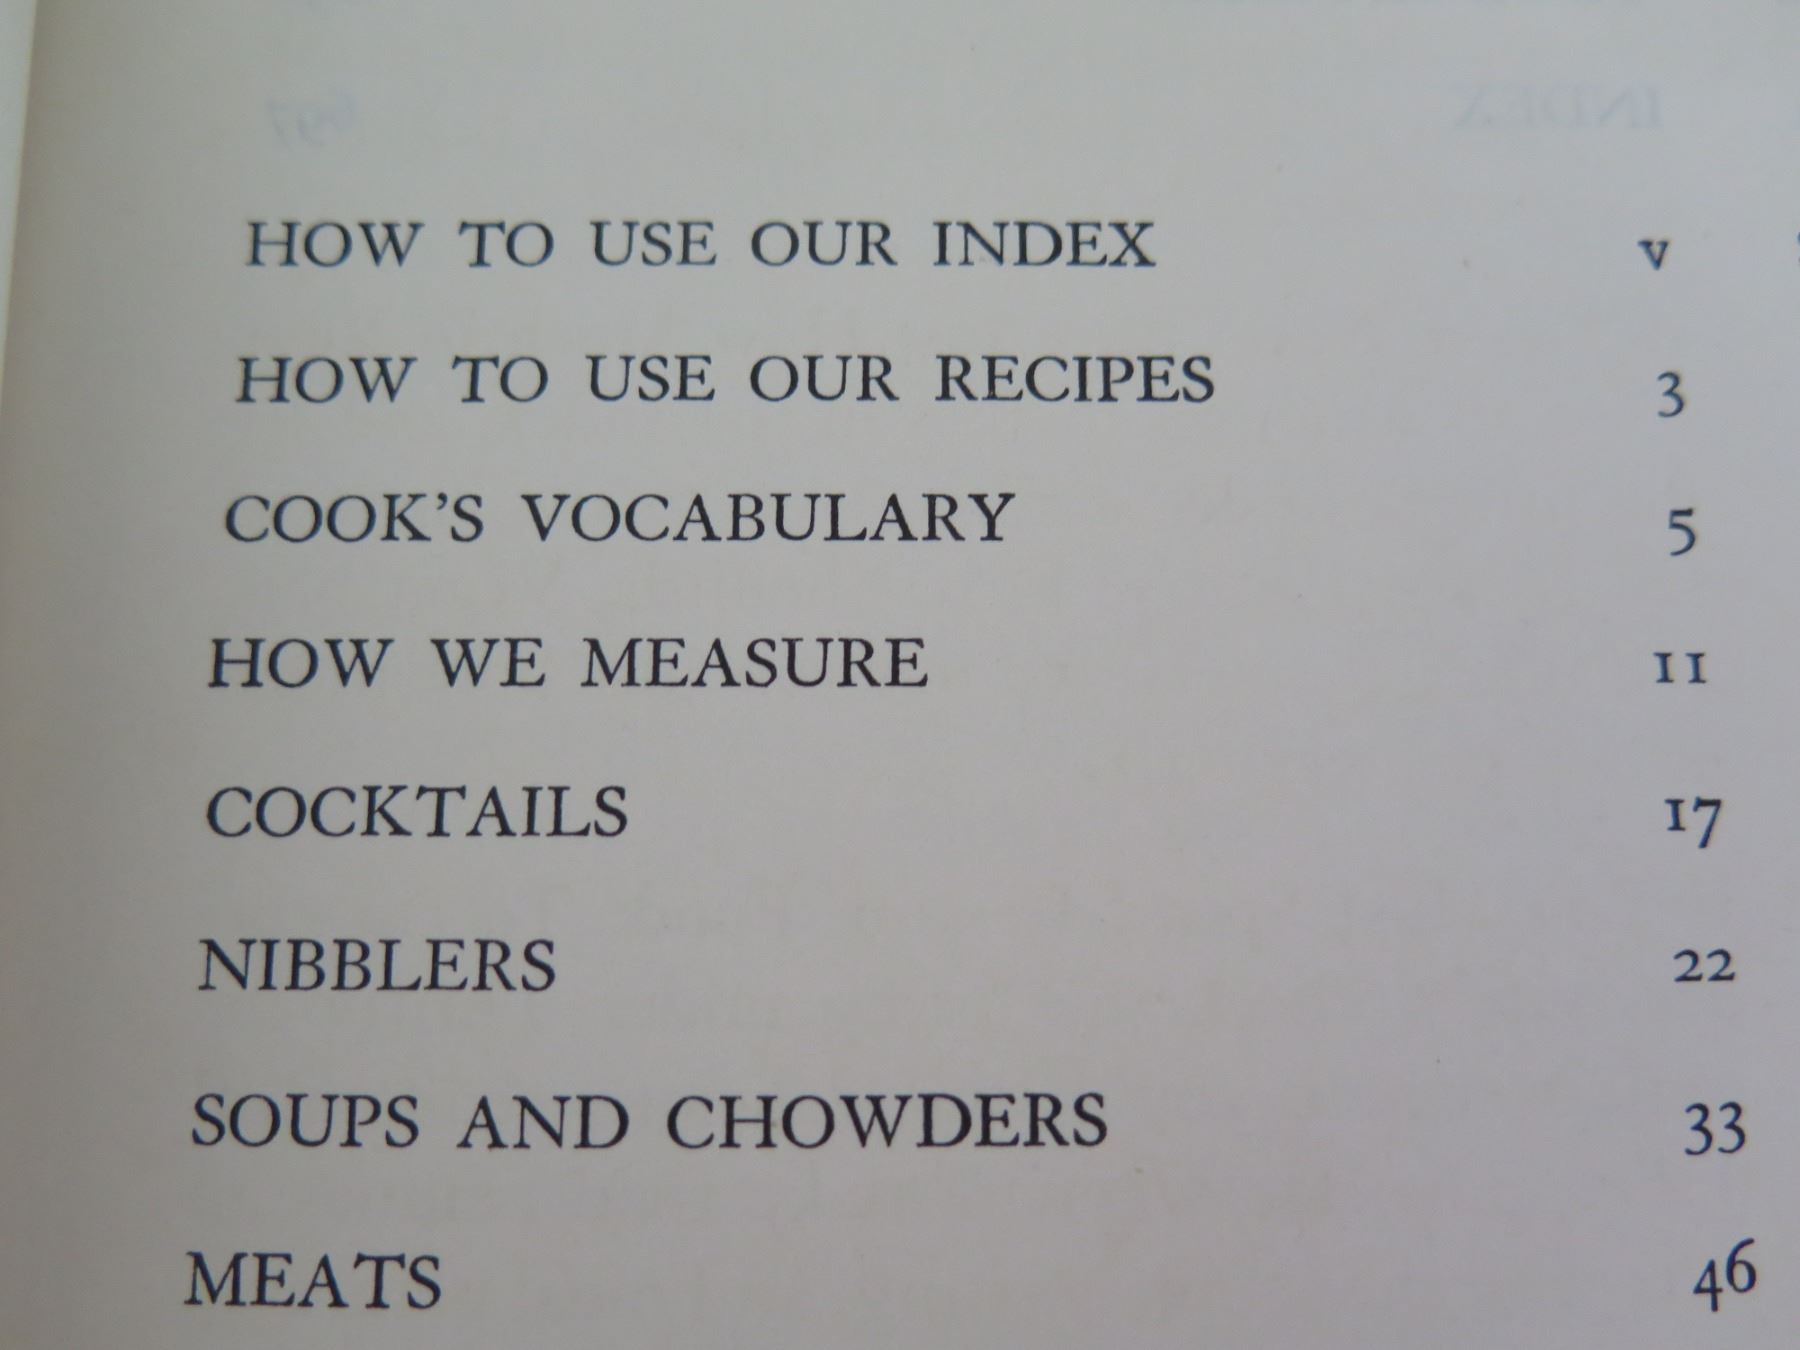 HOW TO USE OUR INDEX v
HOW TO USE OUR RECIPES 3
COOK'S VOCABULARY 5
HOW WE MEASURE 11
COCKTAILS 17
NIBBLERS 22
SOUPS AND CHOWDERS 33
MEATS 46